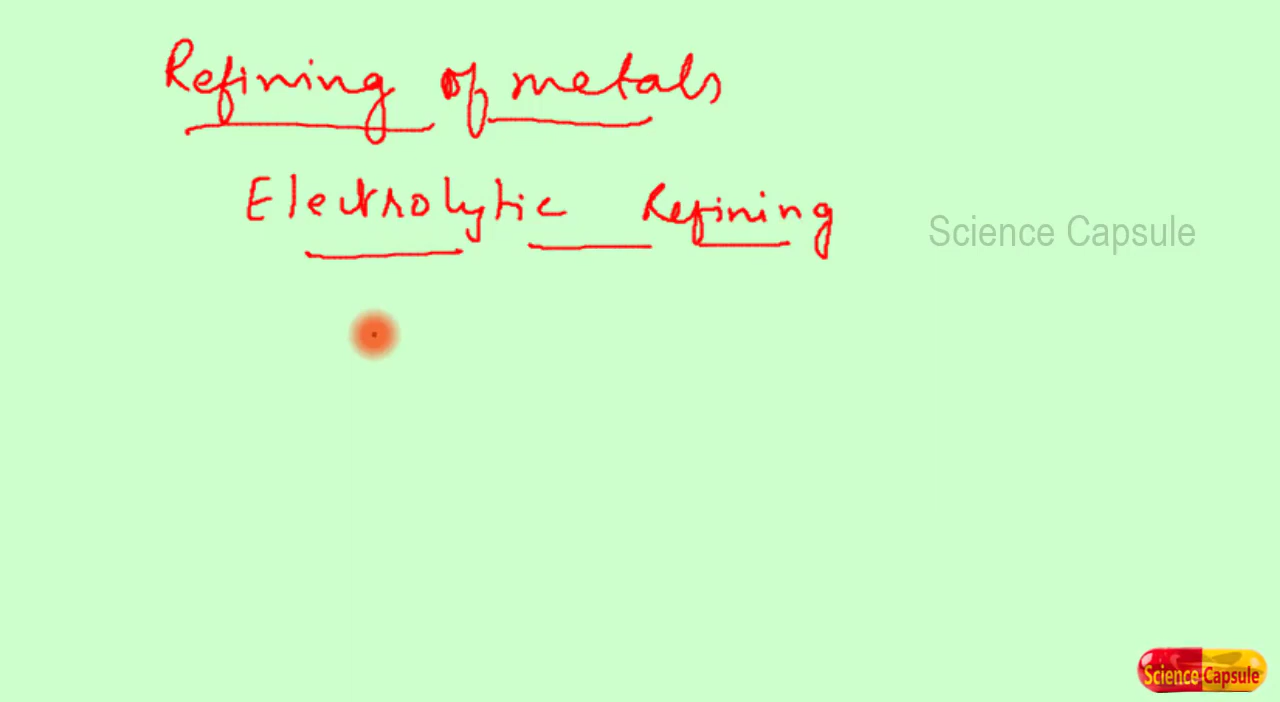 Refining of metals
Electrolytic Refining
Science Capsule
Science Capsule